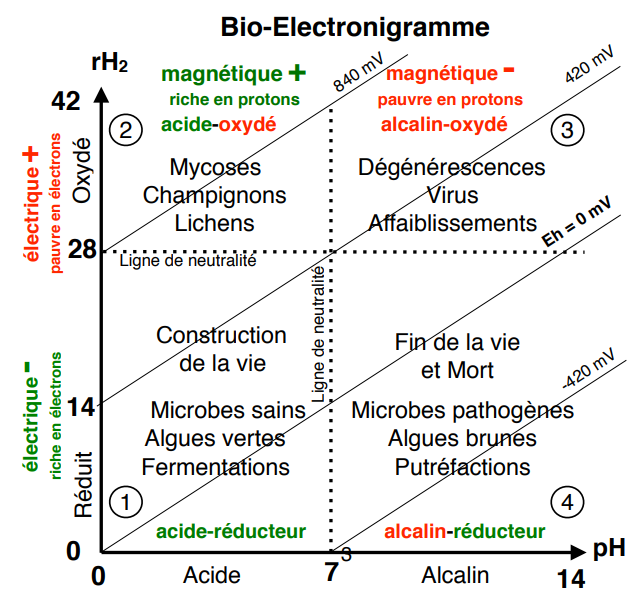 Bio-Electronigramme
rH2
magnétique +
riche en protons
acide-oxydé
840 mV
magnétique -
pauvre en protons
alcalin-oxydé
420 mV
42
2
3
électrique +
pauvre en électrons
Oxydé
Mycoses
Champignons
Lichens
Dégénérescences
Virus
Affaiblissements
28
Ligne de neutralité
Eh = 0 mV
Ligne de neutralité
Construction
de la vie
Fin de la vie
et Mort
-420 mV
électrique -
riche en électrons
14
Réduit
Microbes sains
Algues vertes
Fermentations
Microbes pathogènes
Algues brunes
Putréfactions
1
4
acide-réducteur
alcalin-réducteur
0
3
pH
0
Acide
7
Alcalin
14